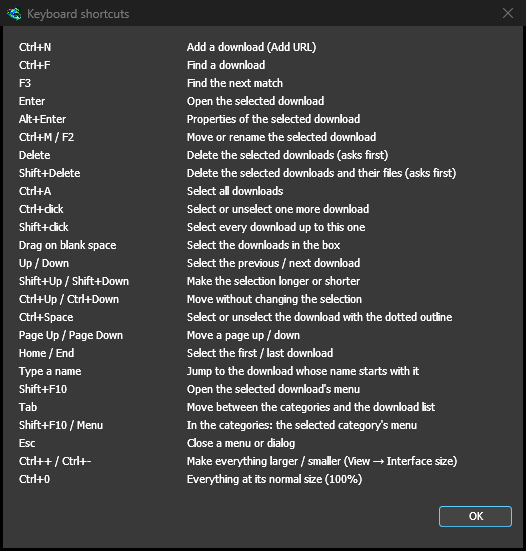 Keyboard shortcuts
Ctrl+N Add a download (Add URL)
Ctrl+F Find a download
F3 Find the next match
Enter Open the selected download
Alt+Enter Properties of the selected download
Ctrl+M / F2 Move or rename the selected download
Delete Delete the selected downloads (asks first)
Shift+Delete Delete the selected downloads and their files (asks first)
Ctrl+A Select all downloads
Ctrl+click Select or unselect one more download
Shift+click Select every download up to this one
Drag on blank space Select the downloads in the box
Up / Down Select the previous / next download
Shift+Up / Shift+Down Make the selection longer or shorter
Ctrl+Up / Ctrl+Down Move without changing the selection
Ctrl+Space Select or unselect the download with the dotted outline
Page Up / Page Down Move a page up / down
Home / End Select the first / last download
Type a name Jump to the download whose name starts with it
Shift+F10 Open the selected download's menu
Tab Move between the categories and the download list
Shift+F10 / Menu In the categories: the selected category's menu
Esc Close a menu or dialog
Ctrl++ / Ctrl+- Make everything larger / smaller (View → Interface size)
Ctrl+0 Everything at its normal size (100%)
OK